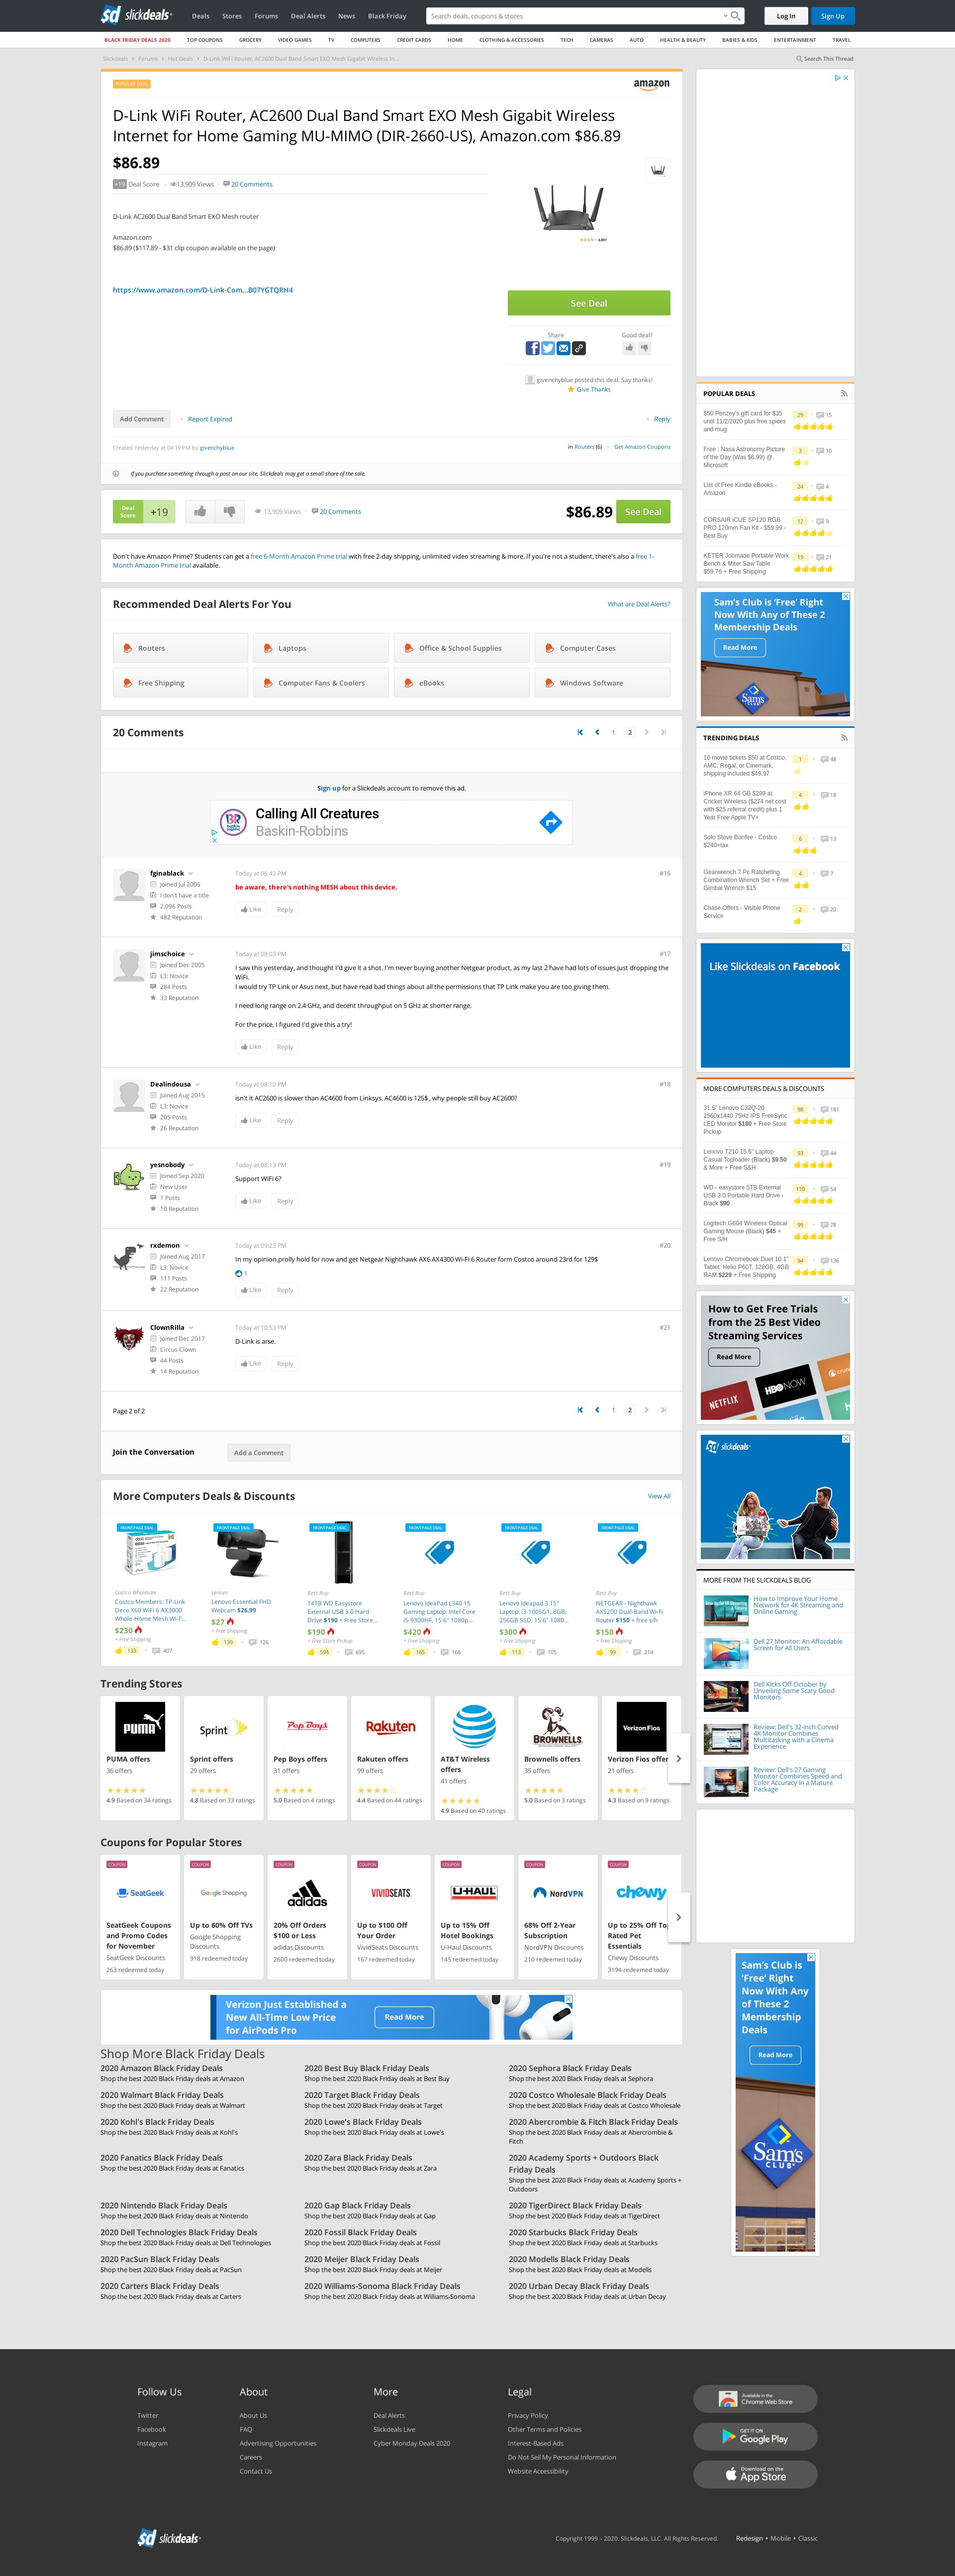 slickdeals
Deals Stores Forums Deal Alerts News Black Friday
Search deals, coupons & stores
Log In Sign Up
BLACK FRIDAY DEALS 2020 TOP COUPONS GROCERY VIDEO GAMES TV COMPUTERS CREDIT CARDS HOME CLOTHING & ACCESSORIES TECH CAMERAS AUTO HEALTH & BEAUTY BABIES & KIDS ENTERTAINMENT TRAVEL
Slickdeals > Forums > Hot Deals > D-Link WiFi Router, AC2600 Dual Band Smart EXO Mesh Gigabit Wireless In...
Search This Thread
POPULAR DEAL
amazon
D-Link WiFi Router, AC2600 Dual Band Smart EXO Mesh Gigabit Wireless
Internet for Home Gaming MU-MIMO (DIR-2660-US), Amazon.com $86.89
$86.89
+19 Deal Score 13,909 Views 20 Comments
D-Link AC2600 Dual Band Smart EXO Mesh router
Amazon.com
$86.89 ($117.89 - $31 clip coupon available on the page)
https://www.amazon.com/D-Link-Com...B07YGTQRH4
See Deal
Share
Good deal?
givenchyblue posted this deal. Say thanks!
Give Thanks
Add Comment Report Expired Reply
Created Yesterday at 04:19 PM by givenchyblue
in Routers (6) Get Amazon Coupons
If you purchase something through a post on our site, Slickdeals may get a small share of the sale.
Deal Score +19
13,909 Views 20 Comments
$86.89 See Deal
Don't have Amazon Prime? Students can get a free 6-Month Amazon Prime trial with free 2-day shipping, unlimited video streaming & more. If you're not a student, there's also a free 1-
Month Amazon Prime trial available.
Recommended Deal Alerts For You
What are Deal Alerts?
Routers Laptops Office & School Supplies Computer Cases
Free Shipping Computer Fans & Coolers eBooks Windows Software
20 Comments
1 2
Sign up for a Slickdeals account to remove this ad.
Calling All Creatures
Baskin-Robbins
fginablack
Joined Jul 2005
I don't have a title
2,096 Posts
482 Reputation
Today at 06:42 PM #16
be aware, there's nothing MESH about this device.
Like Reply
jimschoice
Joined Dec 2005
L3: Novice
284 Posts
33 Reputation
Today at 08:03 PM #17
I saw this yesterday, and thought I'd give it a shot. I'm never buying another Netgear product, as my last 2 have had lots of issues just dropping the
WiFi.
I would try TP Link or Asus next, but have read bad things about all the permissions that TP Link make you are too giving them.
I need long range on 2.4 GHz, and decent throughput on 5 GHz at shorter range.
For the price, I figured I'd give this a try!
Like Reply
Dealindousa
Joined Aug 2015
L3: Novice
205 Posts
26 Reputation
Today at 08:10 PM #18
isn't it AC2600 is slower than AC4600 from Linksys. AC4600 is 125$ , why people still buy AC2600?
Like Reply
yesnobody
Joined Sep 2020
New User
1 Posts
10 Reputation
Today at 08:13 PM #19
Support WiFi 6?
Like Reply
rxdemon
Joined Aug 2017
L3: Novice
111 Posts
22 Reputation
Today at 09:23 PM #20
In my opinion,grolly hold for now and get Netgear Nighthawk AX6 AX4300 Wi-Fi 6 Router form Costco around 23rd for 129$
1
Like Reply
ClownRilla
Joined Dec 2017
Circus Clown
44 Posts
14 Reputation
Today at 10:53 PM #21
D-Link is arse.
Like Reply
Page 2 of 2
1 2
Join the Conversation
Add a Comment
More Computers Deals & Discounts
View All
FRONTPAGE DEAL
Costco Wholesale
Costco Members: TP-Link
Deco X60 WiFi 6 AX3000
Whole-Home Mesh Wi-F...
$230
+ Free Shipping
133 407
FRONTPAGE DEAL
Lenovo
Lenovo Essential FHD
Webcam $26.99
$27
+ Free Shipping
139 126
FRONTPAGE DEAL
Best Buy
14TB WD Easystore
External USB 3.0 Hard
Drive $190 + Free Store...
$190
+ Free Store Pickup
594 695
FRONTPAGE DEAL
Best Buy
Lenovo IdeaPad L340 15
Gaming Laptop: Intel Core
i5-9300HF, 15.6" 1080p...
$420
+ Free Shipping
165 166
FRONTPAGE DEAL
Best Buy
Lenovo Ideapad 3 15"
Laptop: i3-1005G1, 8GB,
256GB SSD, 15.6" 1080...
$300
+ Free Shipping
113 105
FRONTPAGE DEAL
Best Buy
NETGEAR - Nighthawk
AX5200 Dual-Band Wi-Fi
Router $150 + free s/h
$150
+ Free Shipping
99 214
Trending Stores
PUMA
PUMA offers
36 offers
4.9 Based on 34 ratings
Sprint
Sprint offers
29 offers
4.8 Based on 33 ratings
Pep Boys
Pep Boys offers
31 offers
5.0 Based on 4 ratings
Rakuten
Rakuten offers
99 offers
4.4 Based on 44 ratings
AT&T Wireless
offers
41 offers
4.9 Based on 40 ratings
BROWNELLS
Brownells offers
35 offers
5.0 Based on 3 ratings
Verizon Fios
Verizon Fios offer
21 offers
4.3 Based on 9 ratings
Coupons for Popular Stores
COUPON
SeatGeek
SeatGeek Coupons
and Promo Codes
for November
SeatGeek Discounts
263 redeemed today
COUPON
Google Shopping
Up to 60% Off TVs
Google Shopping
Discounts
918 redeemed today
COUPON
adidas
20% Off Orders
$100 or Less
adidas Discounts
2600 redeemed today
COUPON
VIVIDSEATS.
Up to $100 Off
Your Order
VividSeats Discounts
167 redeemed today
COUPON
U-HAUL
Up to 15% Off
Hotel Bookings
U-Haul Discounts
145 redeemed today
COUPON
NordVPN
68% Off 2-Year
Subscription
NordVPN Discounts
210 redeemed today
COUPON
chewy
Up to 25% Off Top
Rated Pet
Essentials
Chewy Discounts
3194 redeemed today
Verizon Just Established a
New All-Time Low Price
for AirPods Pro
Read More
Shop More Black Friday Deals
2020 Amazon Black Friday Deals
Shop the best 2020 Black Friday deals at Amazon
2020 Best Buy Black Friday Deals
Shop the best 2020 Black Friday deals at Best Buy
2020 Sephora Black Friday Deals
Shop the best 2020 Black Friday deals at Sephora
2020 Walmart Black Friday Deals
Shop the best 2020 Black Friday deals at Walmart
2020 Target Black Friday Deals
Shop the best 2020 Black Friday deals at Target
2020 Costco Wholesale Black Friday Deals
Shop the best 2020 Black Friday deals at Costco Wholesale
2020 Kohl's Black Friday Deals
Shop the best 2020 Black Friday deals at Kohl's
2020 Lowe's Black Friday Deals
Shop the best 2020 Black Friday deals at Lowe's
2020 Abercrombie & Fitch Black Friday Deals
Shop the best 2020 Black Friday deals at Abercrombie &
Fitch
2020 Fanatics Black Friday Deals
Shop the best 2020 Black Friday deals at Fanatics
2020 Zara Black Friday Deals
Shop the best 2020 Black Friday deals at Zara
2020 Academy Sports + Outdoors Black
Friday Deals
Shop the best 2020 Black Friday deals at Academy Sports +
Outdoors
2020 Nintendo Black Friday Deals
Shop the best 2020 Black Friday deals at Nintendo
2020 Gap Black Friday Deals
Shop the best 2020 Black Friday deals at Gap
2020 TigerDirect Black Friday Deals
Shop the best 2020 Black Friday deals at TigerDirect
2020 Dell Technologies Black Friday Deals
Shop the best 2020 Black Friday deals at Dell Technologies
2020 Fossil Black Friday Deals
Shop the best 2020 Black Friday deals at Fossil
2020 Starbucks Black Friday Deals
Shop the best 2020 Black Friday deals at Starbucks
2020 PacSun Black Friday Deals
Shop the best 2020 Black Friday deals at PacSun
2020 Meijer Black Friday Deals
Shop the best 2020 Black Friday deals at Meijer
2020 Modells Black Friday Deals
Shop the best 2020 Black Friday deals at Modells
2020 Carters Black Friday Deals
Shop the best 2020 Black Friday deals at Carters
2020 Williams-Sonoma Black Friday Deals
Shop the best 2020 Black Friday deals at Williams-Sonoma
2020 Urban Decay Black Friday Deals
Shop the best 2020 Black Friday deals at Urban Decay
POPULAR DEALS
$50 Penzey's gift card for $35
until 11/2/2020 plus free spices
and mug
29 15
Free : Nasa Astronomy Picture
of the Day (Was $6.99) @
Microsoft
3 10
List of Free Kindle eBooks -
Amazon
24 4
CORSAIR iCUE SP120 RGB
PRO 120mm Fan Kit - $59.99 -
Best Buy
12 9
KETER Jobmade Portable Work
Bench & Miter Saw Table
$59.76 + Free Shipping
19 21
Sam's Club is 'Free' Right
Now With Any of These 2
Membership Deals
Read More
Sam's
CLUB
TRENDING DEALS
10 movie tickets $50 at Costco,
AMC, Regal, or Cinemark,
shipping included $49.97
1 48
iPhone XR 64 GB $299 at
Cricket Wireless ($274 net cost
with $25 referral credit) plus 1
Year Free Apple TV+
4 18
Solo Stove Bonfire - Costco
$240+tax
6 13
Gearwrench 7 Pc Ratcheting
Combination Wrench Set + Free
Gimbal Wrench $15
4 7
Chase Offers - Visible Phone
Service
2 20
Like Slickdeals on Facebook
MORE COMPUTERS DEALS & DISCOUNTS
31.5" Lenovo C32Q-20
2560x1440 75Hz IPS FreeSync
LED Monitor $180 + Free Store
Pickup
98 181
Lenovo T210 15.6" Laptop
Casual Toploader (Black) $9.50
& More + Free S&H
93 44
WD - easystore 5TB External
USB 3.0 Portable Hard Drive -
Black $90
110 54
Logitech G604 Wireless Optical
Gaming Mouse (Black) $45 +
Free S/H
99 78
Lenovo Chromebook Duet 10.1"
Tablet: Helio P60T, 128GB, 4GB
RAM $229 + Free Shipping
94 136
How to Get Free Trials
from the 25 Best Video
Streaming Services
Read More
NETFLIX HBO NOW
slickdeals
MORE FROM THE SLICKDEALS BLOG
How to Improve Your Home
Network for 4K Streaming and
Online Gaming
Dell 27 Monitor: An Affordable
Screen for All Users
Dell Kicks Off October by
Unveiling Some Scary Good
Monitors
Review: Dell's 32-inch Curved
4K Monitor Combines
Multitasking with a Cinema
Experience
Review: Dell's 27 Gaming
Monitor Combines Speed and
Color Accuracy in a Mature
Package
Sam's Club is
'Free' Right
Now With Any
of These 2
Membership
Deals
Read More
Sam's
CLUB
Follow Us
Twitter
Facebook
Instagram
About
About Us
FAQ
Advertising Opportunities
Careers
Contact Us
More
Deal Alerts
Slickdeals Live
Cyber Monday Deals 2020
Legal
Privacy Policy
Other Terms and Policies
Interest-Based Ads
Do Not Sell My Personal Information
Website Accessibility
Available in the
Chrome Web Store
GET IT ON
Google Play
Download on the
App Store
slickdeals
Copyright 1999 – 2020. Slickdeals, LLC. All Rights Reserved. Redesign • Mobile • Classic